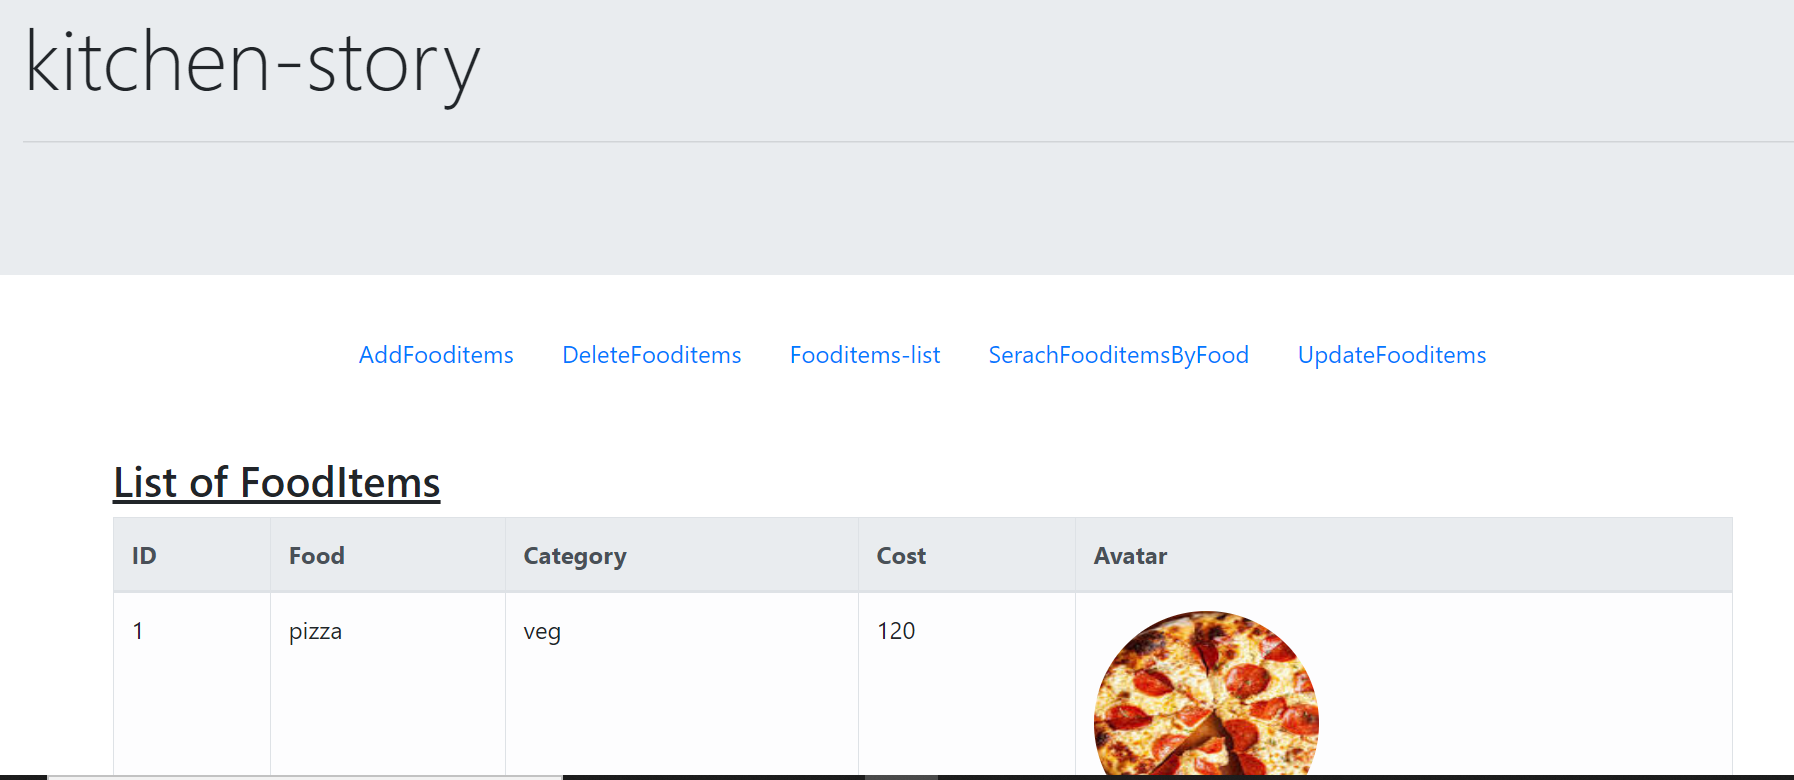 kitchen-story
AddFooditems DeleteFooditems Fooditems-list SerachFooditemsByFood UpdateFooditems
List of FoodItems
ID Food Category Cost Avatar
1 pizza veg 120